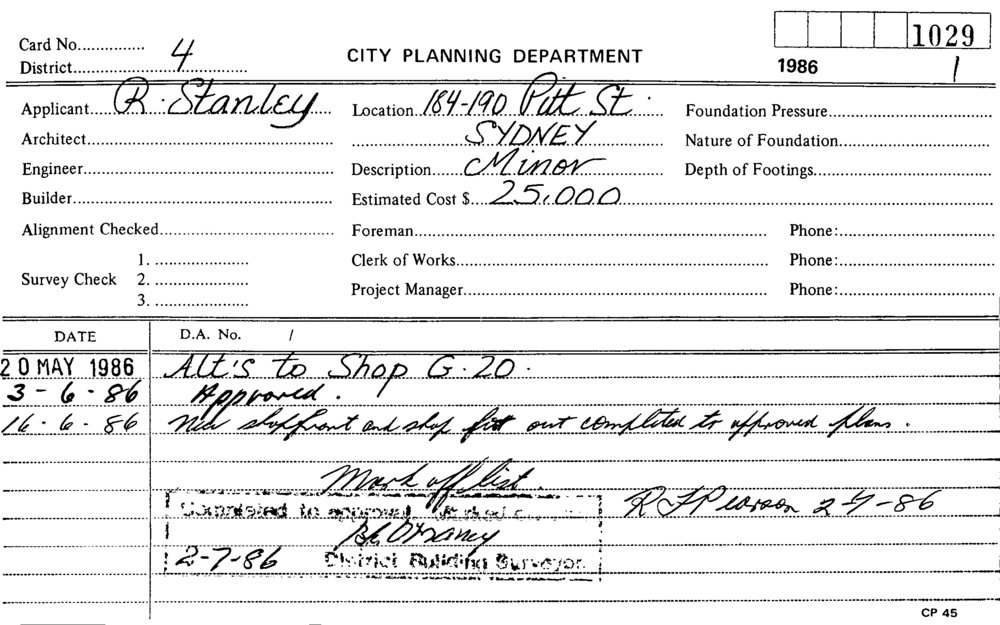 1029
Card No...............
District................ 4
CITY PLANNING DEPARTMENT
1986 1
Applicant R. Stanley Location 184-190 Pitt St. Foundation Pressure
Architect SYDNEY Nature of Foundation
Engineer Description Minor Depth of Footings
Builder Estimated Cost $ 25,000
Alignment Checked Foreman Phone:
1.
Clerk of Works Phone:
Survey Check 2.
3.
Project Manager Phone:
DATE D.A. No. /
20 MAY 1986 Alt's to Shop G.20.
3-6-86 Approved.
16.6.86 New shopfront and shop fit out completed to approved plans.
Mark off list.
Completed to approval
R F Pearson 2-7-86
2-7-86 District Building Surveyor.
CP 45